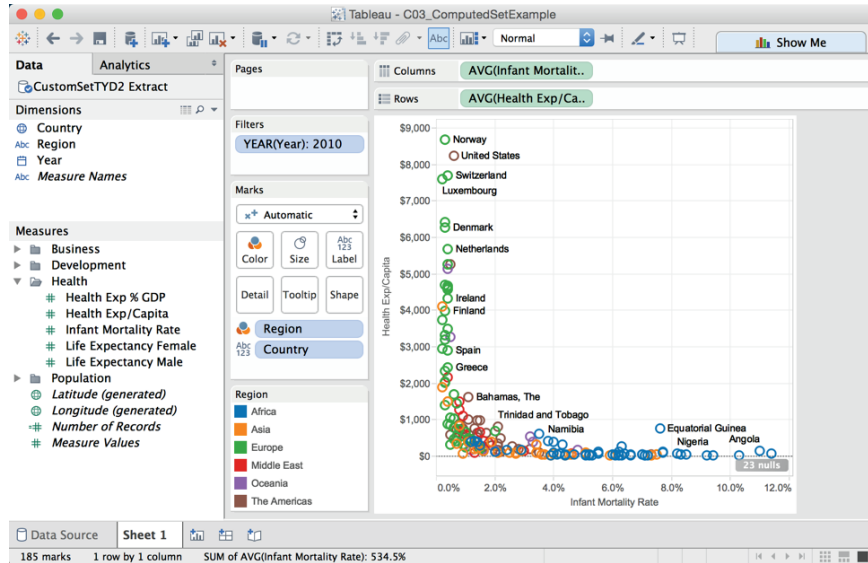 Tableau - C03_ComputedSetExample
Abc
Normal
Show Me
Data
Analytics
CustomSetTYD2 Extract
Dimensions
Country
Abc Region
Year
Abc Measure Names
Measures
Business
Development
Health
# Health Exp % GDP
# Health Exp/Capita
# Infant Mortality Rate
# Life Expectancy Female
# Life Expectancy Male
Population
Latitude (generated)
Longitude (generated)
# Number of Records
# Measure Values
Pages
Filters
YEAR(Year): 2010
Marks
Automatic
Color
Size
Abc
123
Label
Detail
Tooltip
Shape
Region
Abc
123
Country
Region
Africa
Asia
Europe
Middle East
Oceania
The Americas
Columns
AVG(Infant Mortalit..
Rows
AVG(Health Exp/Ca..
$9,000
$8,000
$7,000
$6,000
$5,000
$4,000
$3,000
$2,000
$1,000
$0
Health Exp/Capita
Norway
United States
Switzerland
Luxembourg
Denmark
Netherlands
Ireland
Finland
Spain
Greece
Bahamas, The
Trinidad and Tobago
Namibia
Equatorial Guinea
Nigeria
Angola
23 nulls
0.0% 2.0% 4.0% 6.0% 8.0% 10.0% 12.0%
Infant Mortality Rate
Data Source
Sheet 1
185 marks 1 row by 1 column SUM of AVG(Infant Mortality Rate): 534.5%